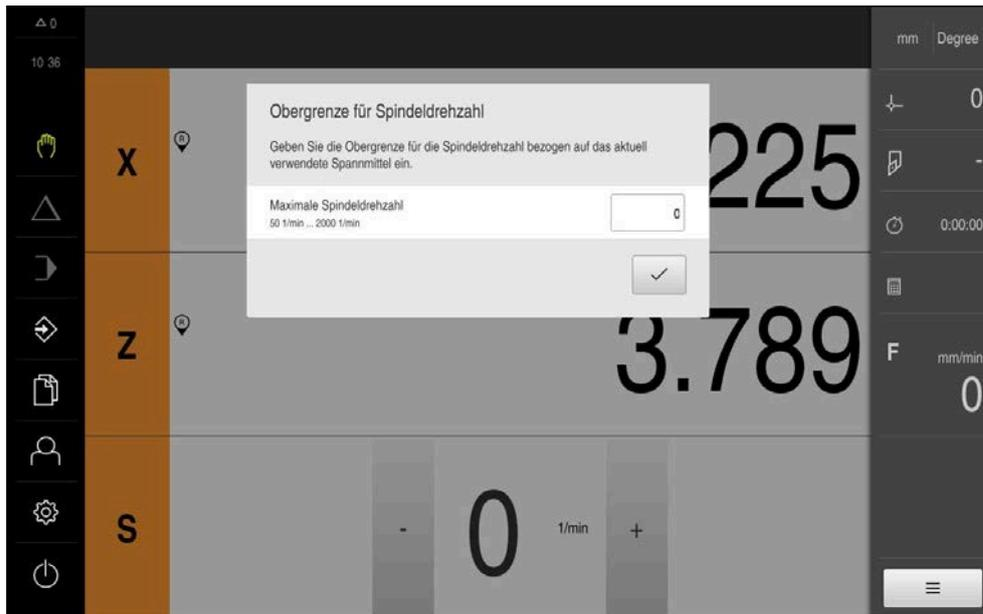 0
10 36
mm Degree
X
R
225
0
-
0:00:00
Obergrenze für Spindeldrehzahl
Geben Sie die Obergrenze für die Spindeldrehzahl bezogen auf das aktuell
verwendete Spannmittel ein.
Maximale Spindeldrehzahl
50 1/min ... 2000 1/min
0
Z
R
3.789
F
mm/min
0
S
-
0
1/min
+